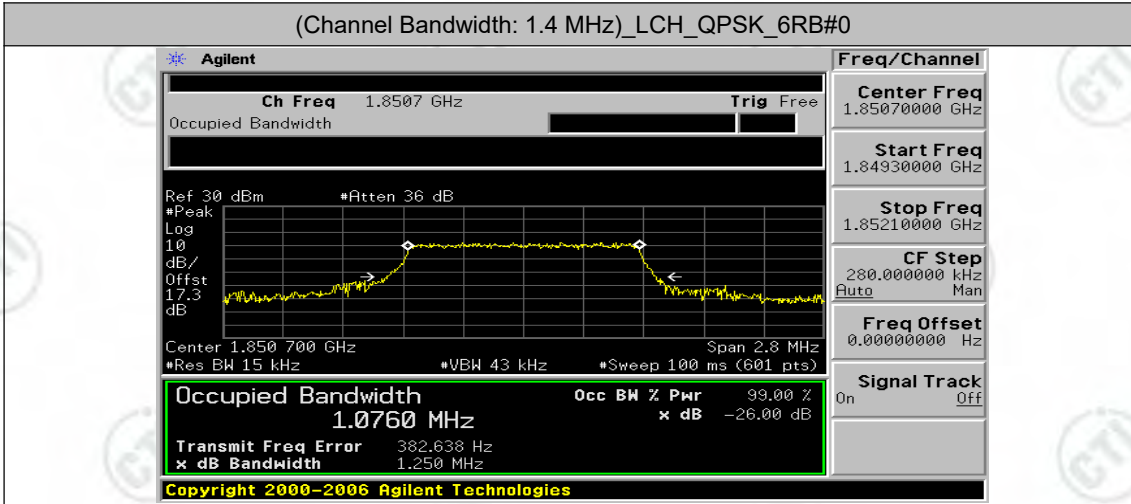 (Channel Bandwidth: 1.4 MHz)_LCH_QPSK_6RB#0
Agilent
Freq/Channel
Ch Freq 1.8507 GHz Trig Free
Occupied Bandwidth
Center Freq
1.85070000 GHz
Start Freq
1.84930000 GHz
Stop Freq
1.85210000 GHz
CF Step
280.000000 kHz
Auto Man
Freq Offset
0.00000000 Hz
Signal Track
On Off
Ref 30 dBm #Atten 36 dB
#Peak
Log
10
dB/
Offst
17.3
dB
Center 1.850 700 GHz Span 2.8 MHz
#Res BW 15 kHz #VBW 43 kHz #Sweep 100 ms (601 pts)
Occupied Bandwidth Occ BW % Pwr 99.00 %
1.0760 MHz x dB -26.00 dB
Transmit Freq Error 382.638 Hz
x dB Bandwidth 1.250 MHz
Copyright 2000-2006 Agilent Technologies
CTI
CTI
CTI
CTI